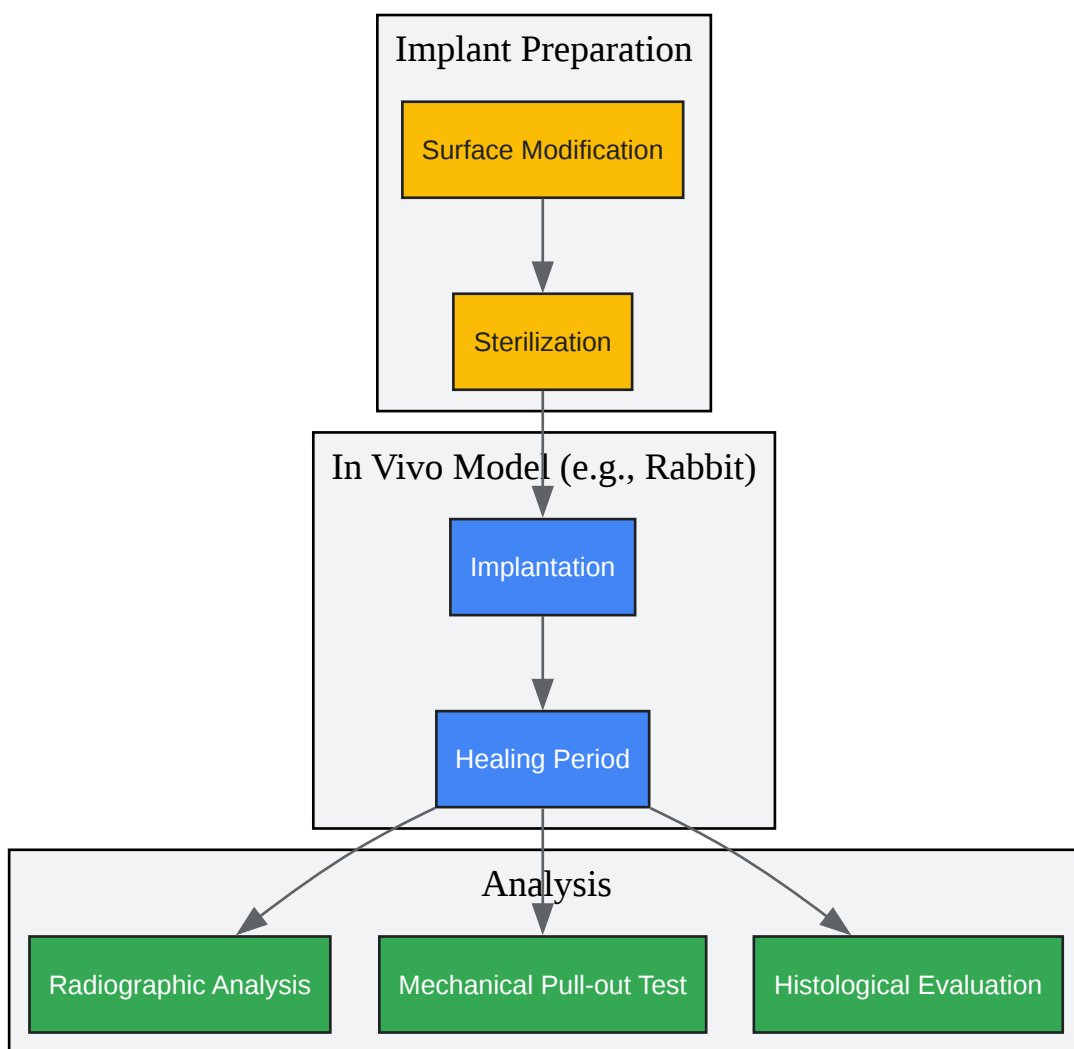 Implant Preparation
Surface Modification
Sterilization
In Vivo Model (e.g., Rabbit)
Implantation
Healing Period
Analysis
Radiographic Analysis
Mechanical Pull-out Test
Histological Evaluation